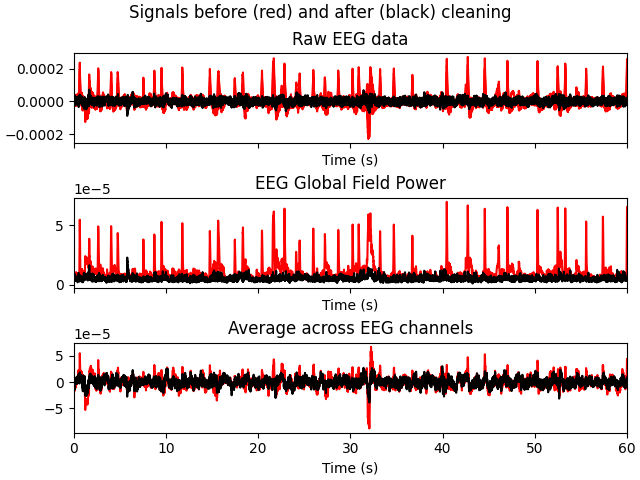 Signals before (red) and after (black) cleaning
Raw EEG data
0.0002
0.0000
−0.0002
Time (s)
EEG Global Field Power
1e−5
5
0
Time (s)
Average across EEG channels
1e−5
5
0
−5
0 10 20 30 40 50 60
Time (s)